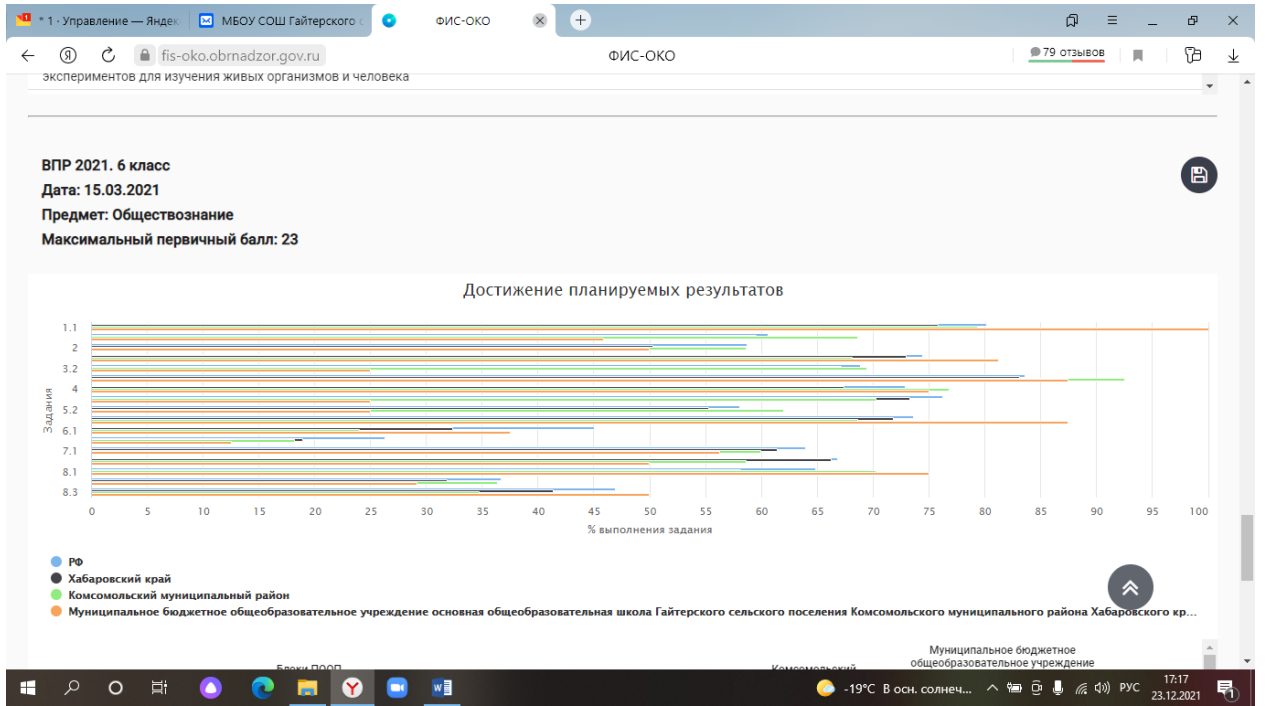 * 1 · Управление — Яндек
МБОУ СОШ Гайтерского с
ФИС-ОКО
fis-oko.obrnadzor.gov.ru
ФИС-ОКО
79 отзывов
экспериментов для изучения живых организмов и человека
ВПР 2021. 6 класс
Дата: 15.03.2021
Предмет: Обществознание
Максимальный первичный балл: 23
Достижение планируемых результатов
Задания
1.1
2
3.2
4
5.2
6.1
7.1
8.1
8.3
0 5 10 15 20 25 30 35 40 45 50 55 60 65 70 75 80 85 90 95 100
% выполнения задания
РФ
Хабаровский край
Комсомольский муниципальный район
Муниципальное бюджетное общеобразовательное учреждение основная общеобразовательная школа Гайтерского сельского поселения Комсомольского муниципального района Хабаровского кр...
Муниципальное бюджетное
общеобразовательное учреждение
Блоки ПООП
Комсомольский
-19°C В осн. солнеч...
РУС
17:17
23.12.2021